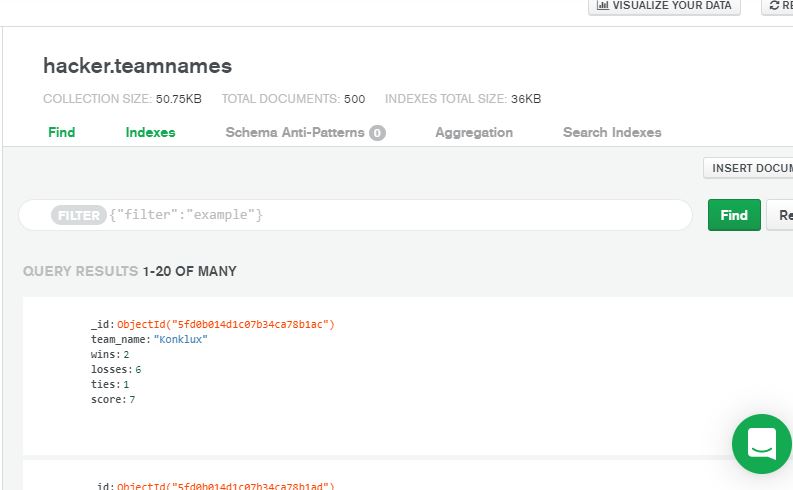 VISUALIZE YOUR DATA
hacker.teamnames
COLLECTION SIZE: 50.75KB TOTAL DOCUMENTS: 500 INDEXES TOTAL SIZE: 36KB
Find Indexes Schema Anti-Patterns 0 Aggregation Search Indexes
INSERT DOCUM
FILTER {"filter":"example"} Find Re
QUERY RESULTS 1-20 OF MANY
_id: ObjectId("5fd0b014d1c07b34ca78b1ac")
team_name: "Konklux"
wins: 2
losses: 6
ties: 1
score: 7
_id: ObjectId("5fd0b014d1c07b34ca78b1ad")